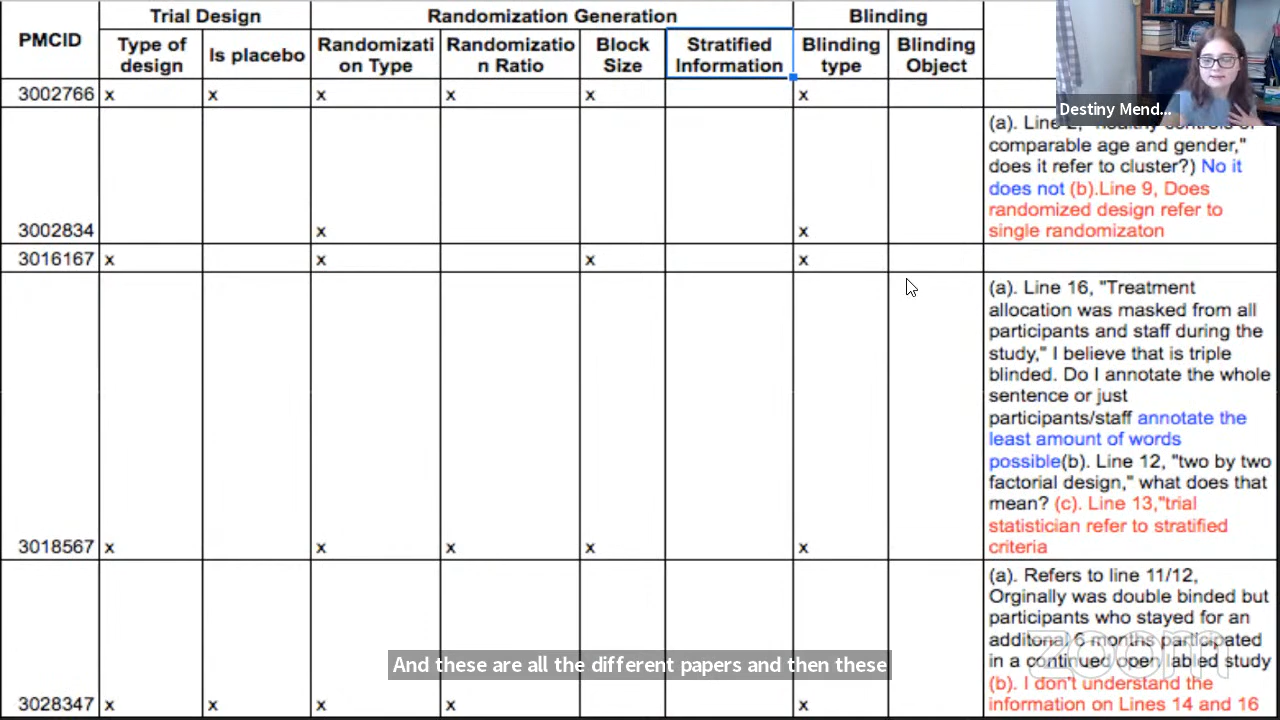 PMCID
Trial Design
Randomization Generation
Blinding
Type of
design
Is placebo
Randomizati
on Type
Randomizatio
n Ratio
Block
Size
Stratified
Information
Blinding
type
Blinding
Object
Destiny Mend...
3002766 x x x x x x
(a). Line
comparable age and gender,"
does it refer to cluster?) No it
does not (b).Line 9, Does
randomized design refer to
single randomizaton
3002834 x x
3016167 x x x x
(a). Line 16, "Treatment
allocation was masked from all
participants and staff during the
study," I believe that is triple
blinded. Do I annotate the whole
sentence or just
participants/staff annotate the
least amount of words
possible(b). Line 12, "two by two
factorial design," what does that
mean? (c). Line 13,"trial
statistician refer to stratified
criteria
3018567 x x x x x
(a). Refers to line 11/12,
Orginally was double binded but
participants who stayed for an
additonal 6 months participated
in a continued open labled study
(b). I don't understand the
information on Lines 14 and 16
3028347 x x x x x
And these are all the different papers and then these
zoom